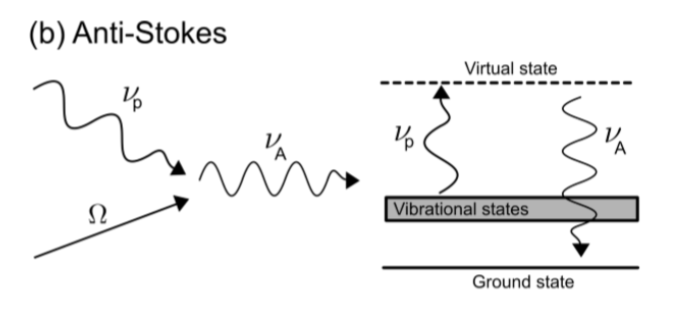 (b) Anti-Stokes
Virtual state
νp
νA
νp
νA
Ω
Vibrational states
Ground state